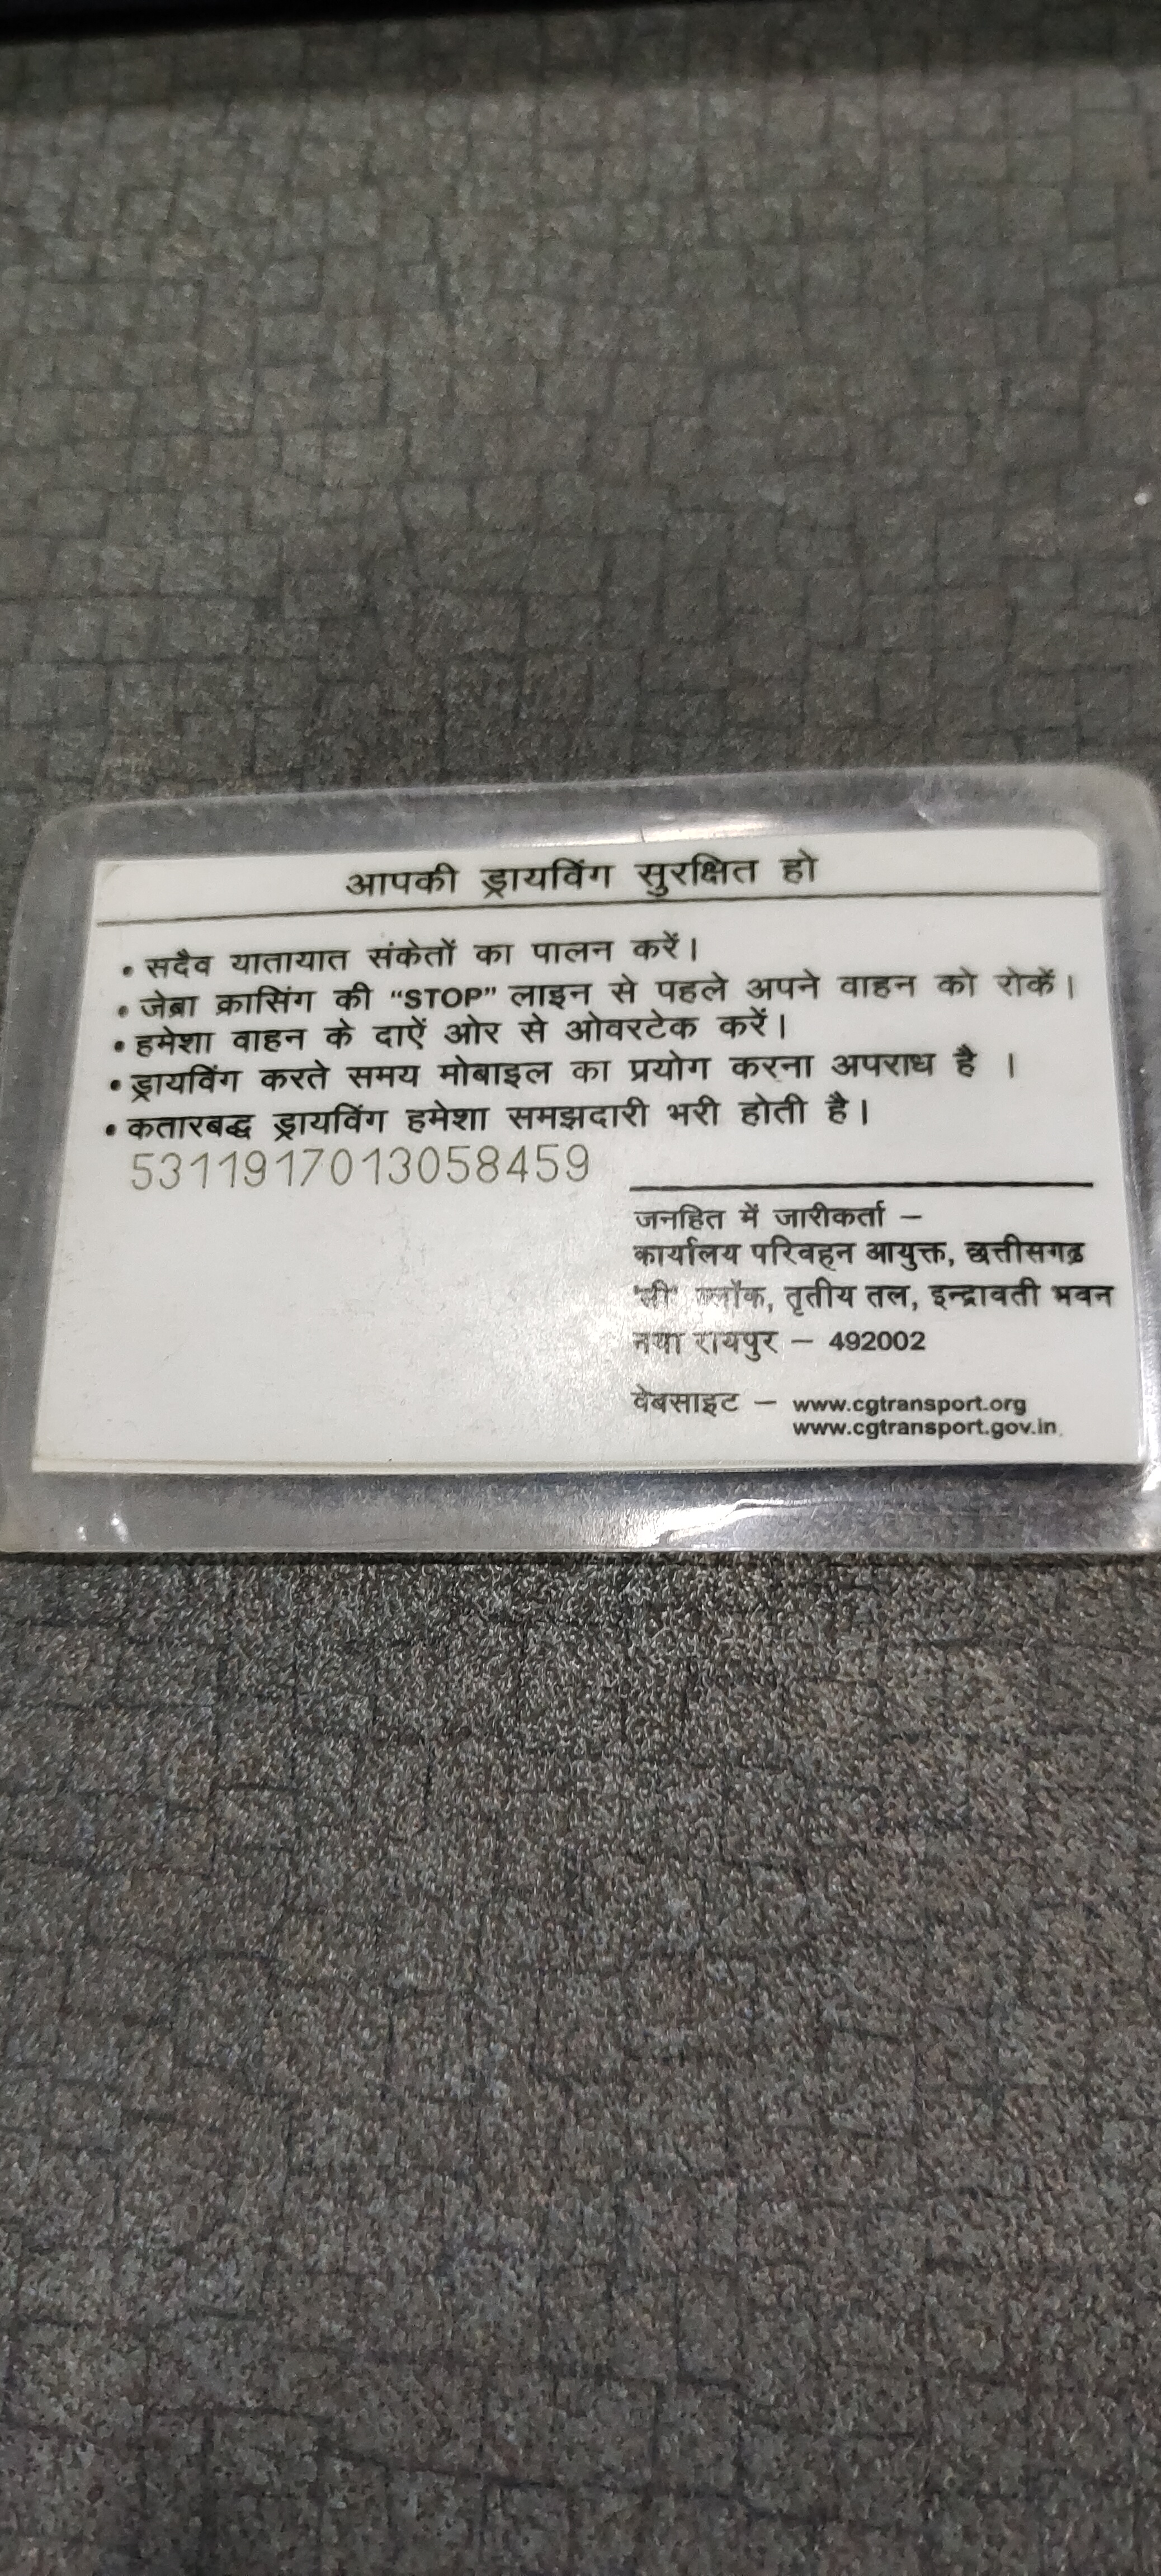 आपकी ड्रायविंग सुरक्षित हो
• सदैव यातायात संकेतों का पालन करें।
• जेब्रा क्रासिंग की “STOP” लाइन से पहले अपने वाहन को रोकें।
• हमेशा वाहन के दाऐं ओर से ओवरटेक करें।
• ड्रायविंग करते समय मोबाइल का प्रयोग करना अपराध है ।
• कतारबद्ध ड्रायविंग हमेशा समझदारी भरी होती है।
5311917013058459
जनहित में जारीकर्ता –
कार्यालय परिवहन आयुक्त, छत्तीसगढ़
तृतीय तल, इन्द्रावती भवन
नया रायपुर – 492002
वेबसाइट – www.cgtransport.org
www.cgtransport.gov.in